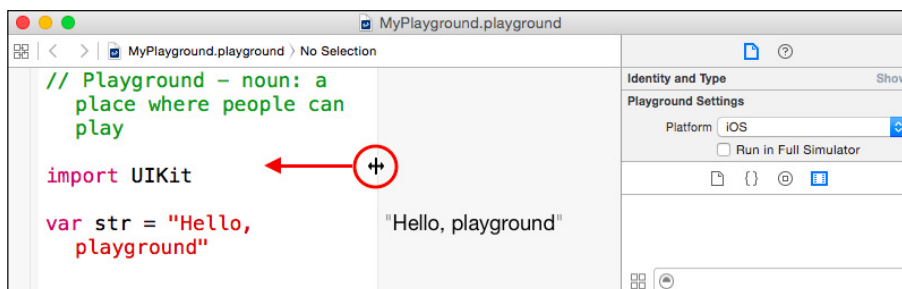 MyPlayground.playground
MyPlayground.playground > No Selection
// Playground – noun: a
place where people can
play
import UIKit
var str = "Hello,
playground"
"Hello, playground"
Identity and Type
Playground Settings
Platform iOS
Run in Full Simulator
{}